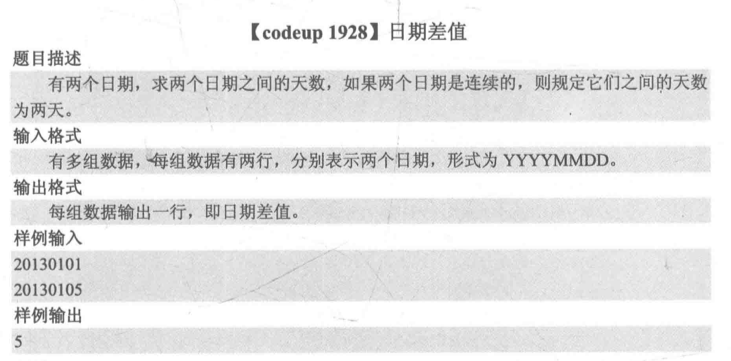 【codeup 1928】日期差值
题目描述
有两个日期，求两个日期之间的天数，如果两个日期是连续的，则规定它们之间的天数
为两天。
输入格式
有多组数据，每组数据有两行，分别表示两个日期，形式为 YYYYMMDD。
输出格式
每组数据输出一行，即日期差值。
样例输入
20130101
20130105
样例输出
5